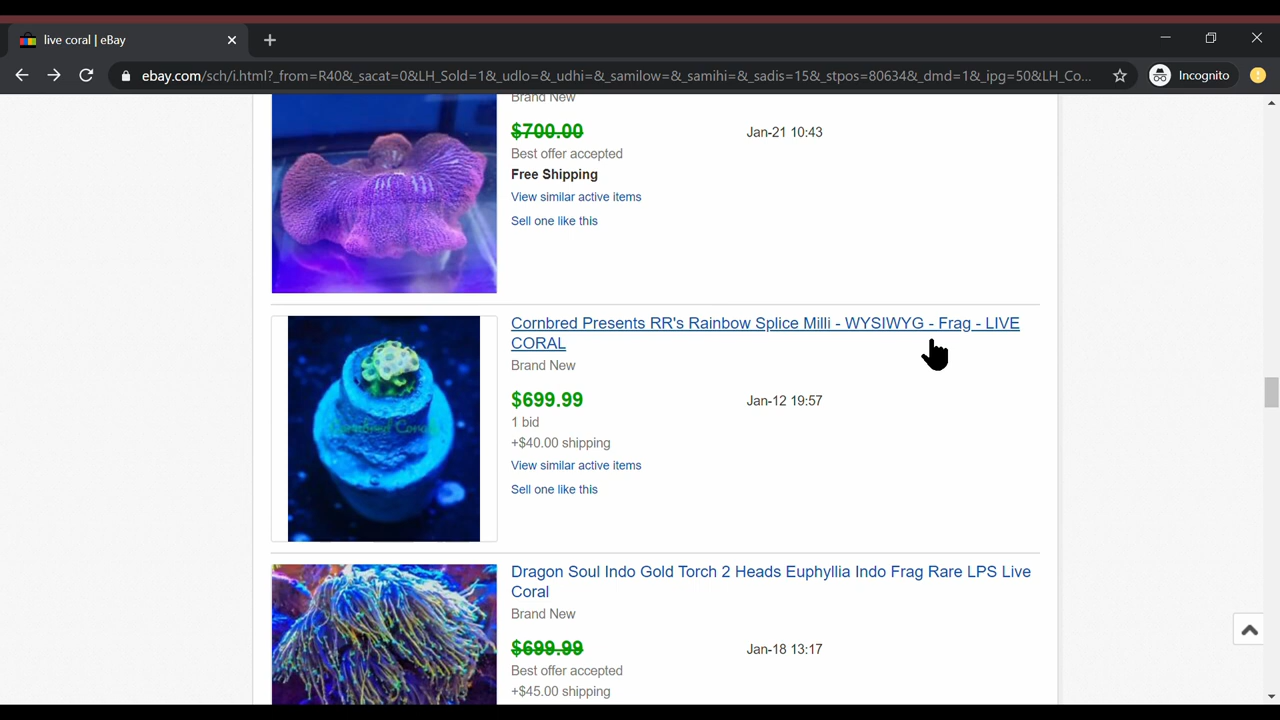 live coral | eBay
ebay.com/sch/i.html?_from=R40&_sacat=0&LH_Sold=1&_udlo=&_udhi=&_samilow=&_samihi=&_sadis=15&_stpos=80634&_dmd=1&_ipg=50&LH_Co...
Incognito
Brand New
$700.00
Jan-21 10:43
Best offer accepted
Free Shipping
View similar active items
Sell one like this
Cornbred Presents RR's Rainbow Splice Milli - WYSIWYG - Frag - LIVE
CORAL
Brand New
$699.99
Jan-12 19:57
1 bid
+$40.00 shipping
View similar active items
Sell one like this
Cornbred Corals
Dragon Soul Indo Gold Torch 2 Heads Euphyllia Indo Frag Rare LPS Live
Coral
Brand New
$699.99
Jan-18 13:17
Best offer accepted
+$45.00 shipping